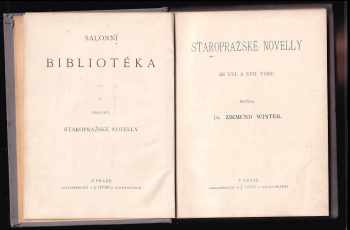 SALONNÍ
BIBLIOTÉKA
STAROPRAŽSKÉ NOVELLY
V PRAZE
STAROPRAŽSKÉ NOVELLY
ZE XVI. A XVII. VĚKU.
Dr. ZIKMUND WINTER.
V PRAZE